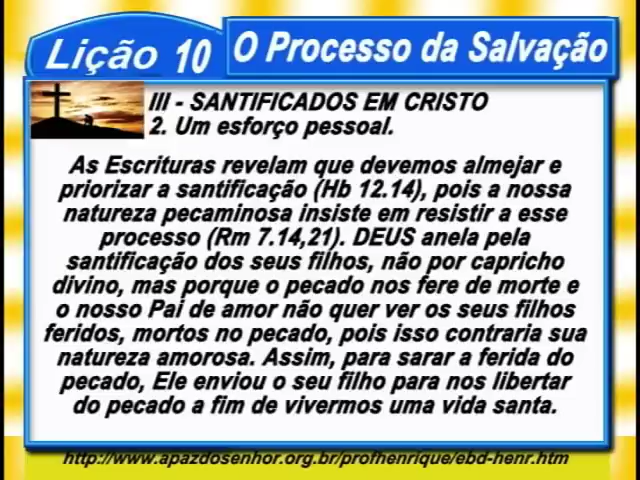 Lição 10
O Processo da Salvação
III - SANTIFICADOS EM CRISTO
2. Um esforço pessoal.
As Escrituras revelam que devemos almejar e
priorizar a santificação (Hb 12.14), pois a nossa
natureza pecaminosa insiste em resistir a esse
processo (Rm 7.14,21). DEUS anela pela
santificação dos seus filhos, não por capricho
divino, mas porque o pecado nos fere de morte e
o nosso Pai de amor não quer ver os seus filhos
feridos, mortos no pecado, pois isso contraria sua
natureza amorosa. Assim, para sarar a ferida do
pecado, Ele enviou o seu filho para nos libertar
do pecado a fim de vivermos uma vida santa.
http://www.apazdosenhor.org.br/profhenrique/ebd-henr.htm